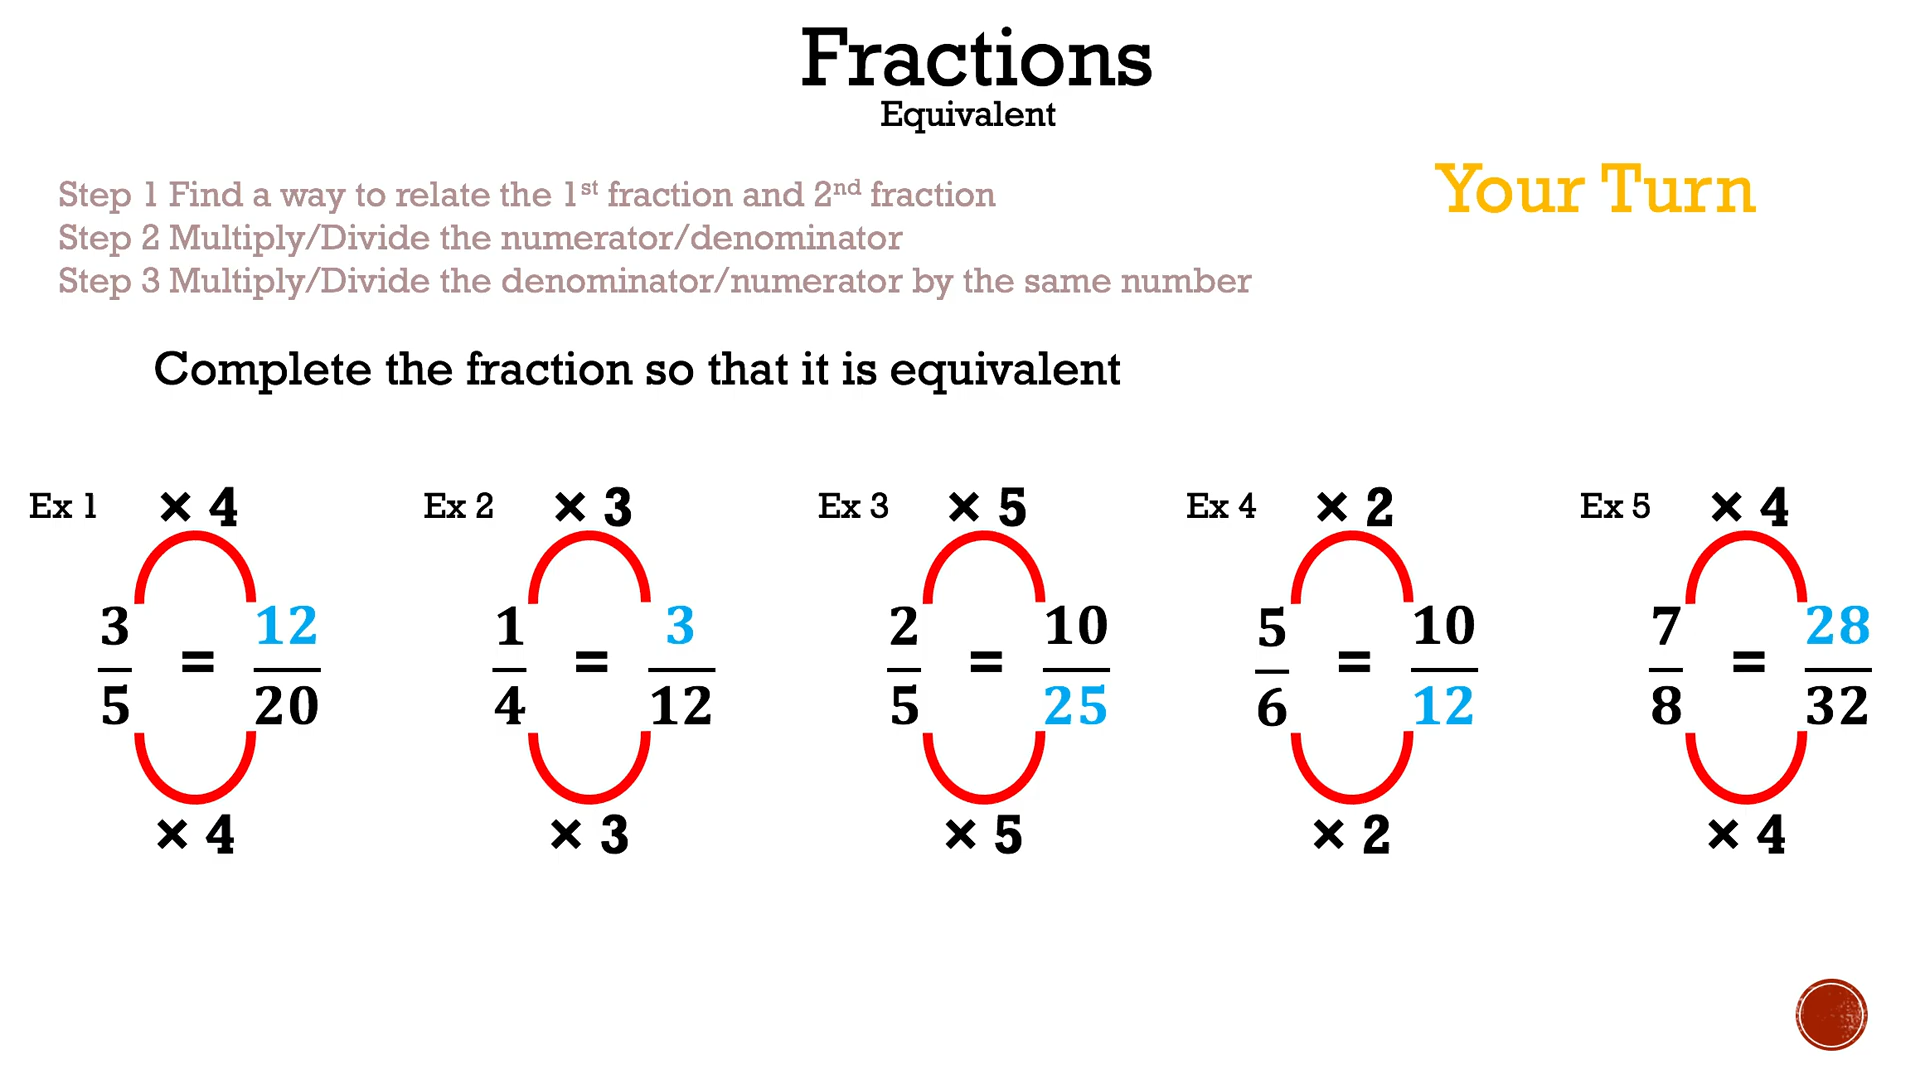 Fractions
Equivalent
Your Turn
Step 1 Find a way to relate the 1st fraction and 2nd fraction
Step 2 Multiply/Divide the numerator/denominator
Step 3 Multiply/Divide the denominator/numerator by the same number
Complete the fraction so that it is equivalent
Ex 1 × 4
3/5 = 12/20
× 4
Ex 2 × 3
1/4 = 3/12
× 3
Ex 3 × 5
2/5 = 10/25
× 5
Ex 4 × 2
5/6 = 10/12
× 2
Ex 5 × 4
7/8 = 28/32
× 4